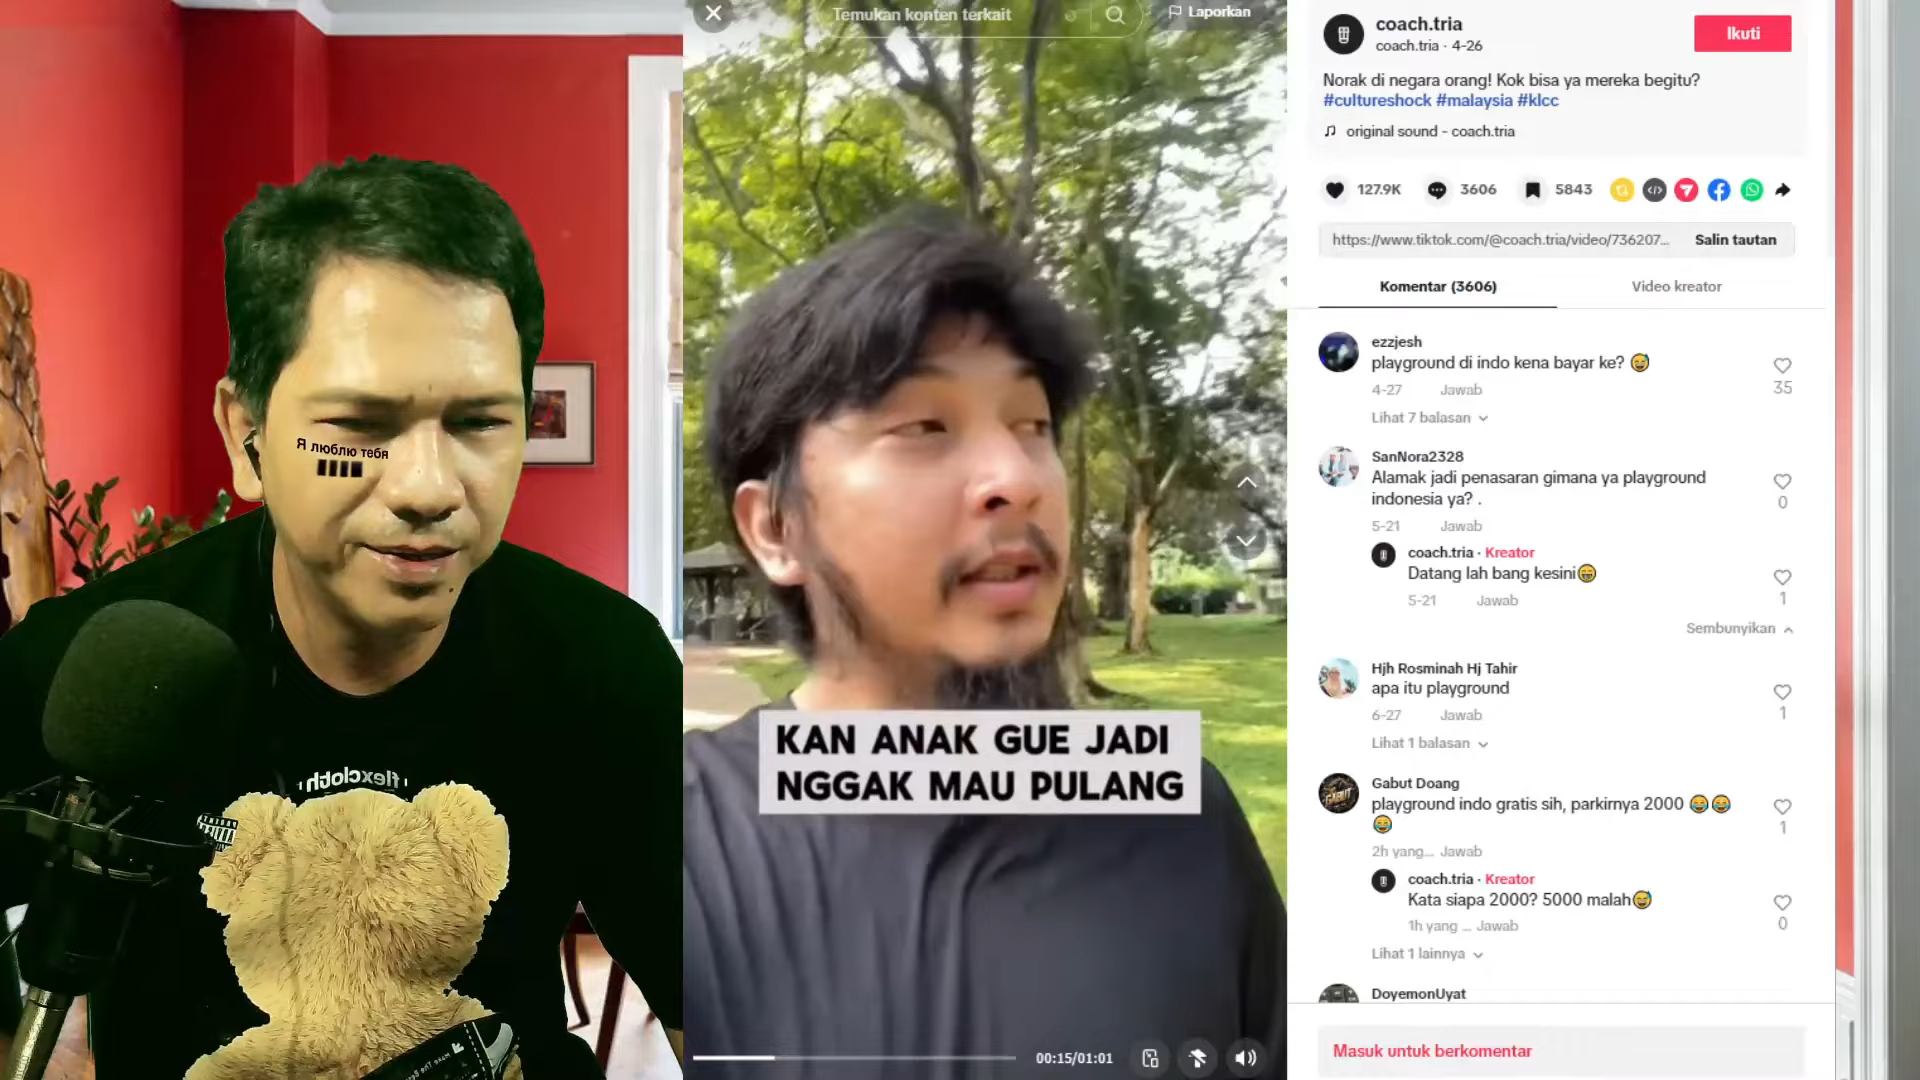 Я люблю тебя
flexcloth
Temukan konten terkait
Laporkan
KAN ANAK GUE JADI
NGGAK MAU PULANG
00:15/01:01
coach.tria
coach.tria · 4-26
Ikuti
Norak di negara orang! Kok bisa ya mereka begitu?
#cultureshock #malaysia #klcc
original sound - coach.tria
127.9K
3606
5843
https://www.tiktok.com/@coach.tria/video/736207...
Salin tautan
Komentar (3606)
Video kreator
ezzjesh
playground di indo kena bayar ke? 😅
4-27 Jawab
35
Lihat 7 balasan
SanNora2328
Alamak jadi penasaran gimana ya playground
indonesia ya? .
5-21 Jawab
0
coach.tria · Kreator
Datang lah bang kesini😁
5-21 Jawab
1
Sembunyikan
Hjh Rosminah Hj Tahir
apa itu playground
6-27 Jawab
1
Lihat 1 balasan
Gabut Doang
playground indo gratis sih, parkirnya 2000 😂😂
😂
2h yang... Jawab
1
coach.tria · Kreator
Kata siapa 2000? 5000 malah😅
1h yang ... Jawab
0
Lihat 1 lainnya
DoyemonUyat
Masuk untuk berkomentar